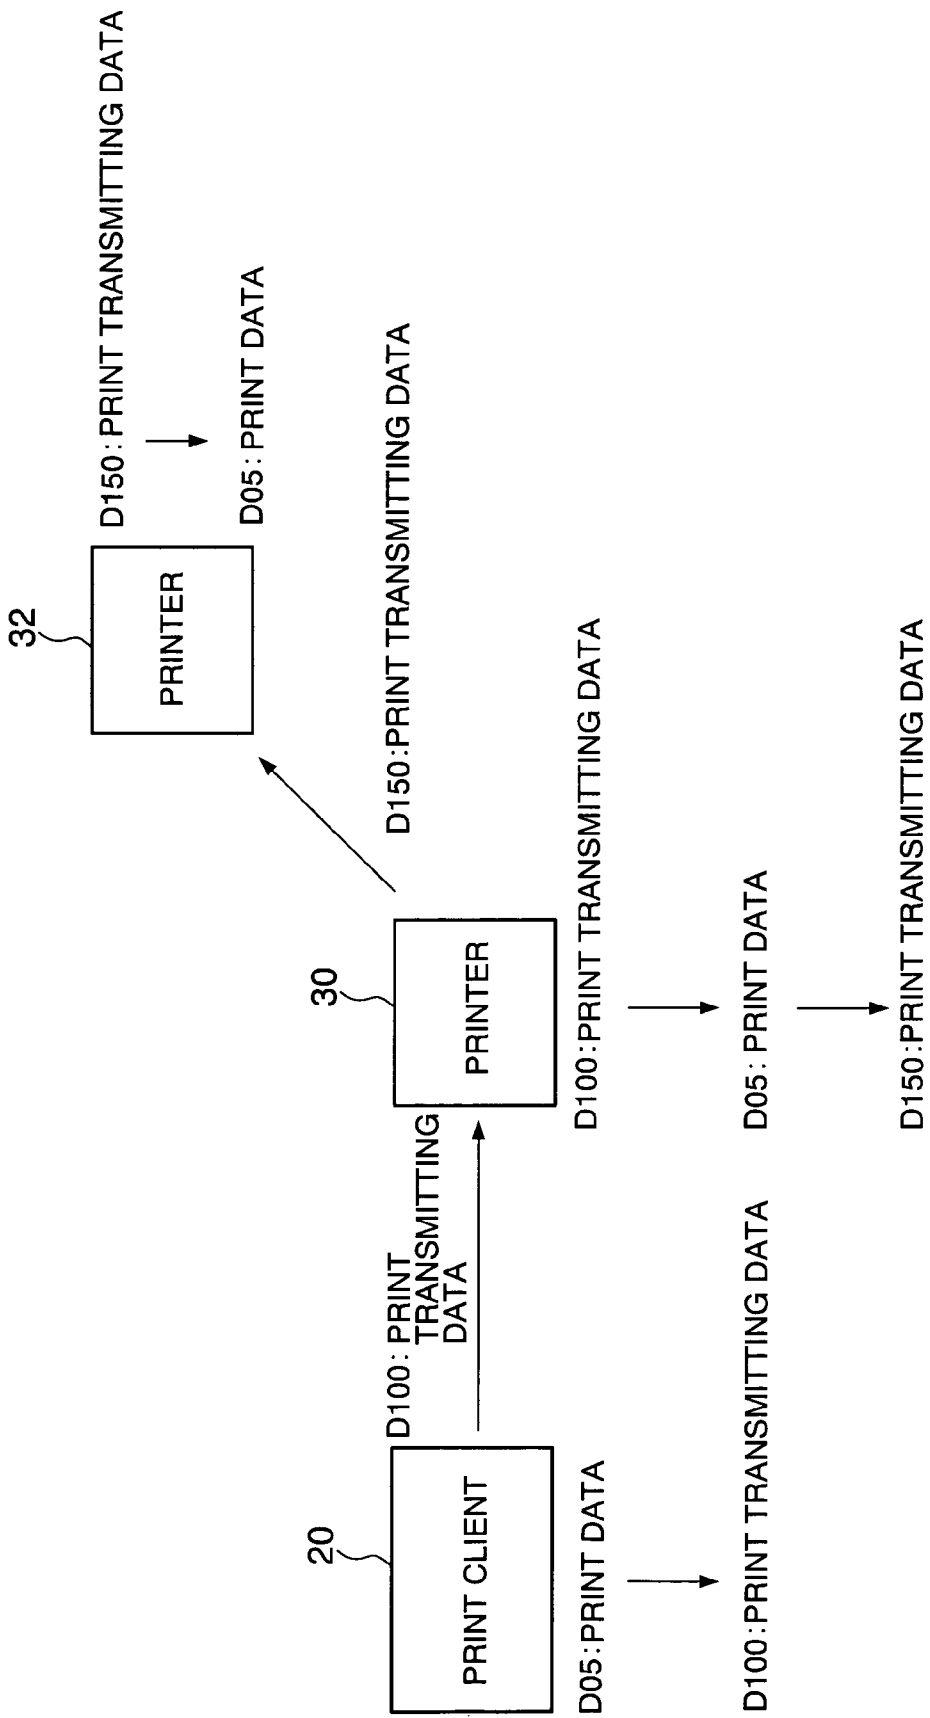 20
PRINT CLIENT
D05:PRINT DATA
D100:PRINT TRANSMITTING DATA
D100: PRINT
TRANSMITTING
DATA
30
PRINTER
D100:PRINT TRANSMITTING DATA
D05: PRINT DATA
D150:PRINT TRANSMITTING DATA
D150:PRINT TRANSMITTING DATA
32
PRINTER
D150:PRINT TRANSMITTING DATA
D05: PRINT DATA